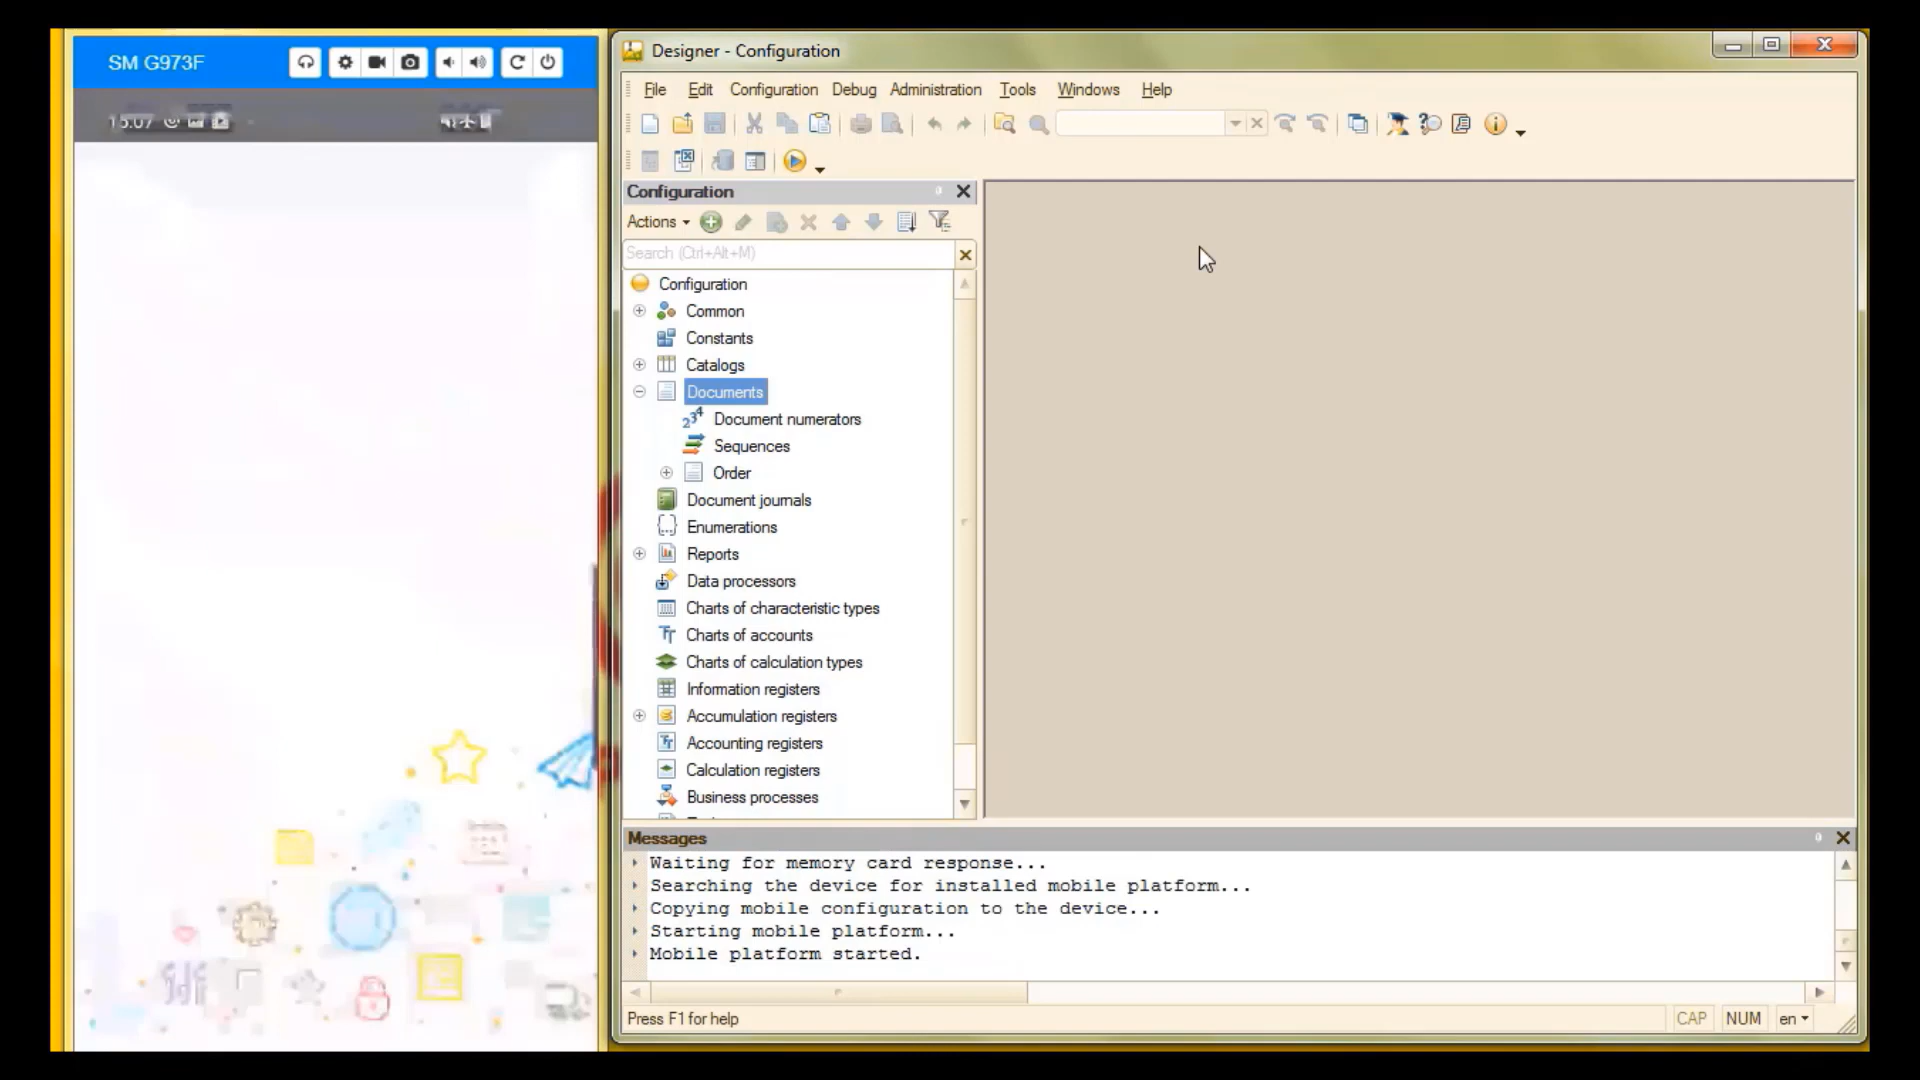 SM G973F
15:07
Designer - Configuration
File Edit Configuration Debug Administration Tools Windows Help
Configuration
Actions
Search (Ctrl+Alt+M)
Configuration
Common
Constants
Catalogs
Documents
Document numerators
Sequences
Order
Document journals
Enumerations
Reports
Data processors
Charts of characteristic types
Charts of accounts
Charts of calculation types
Information registers
Accumulation registers
Accounting registers
Calculation registers
Business processes
Messages
Waiting for memory card response...
Searching the device for installed mobile platform...
Copying mobile configuration to the device...
Starting mobile platform...
Mobile platform started.
Press F1 for help
CAP NUM en